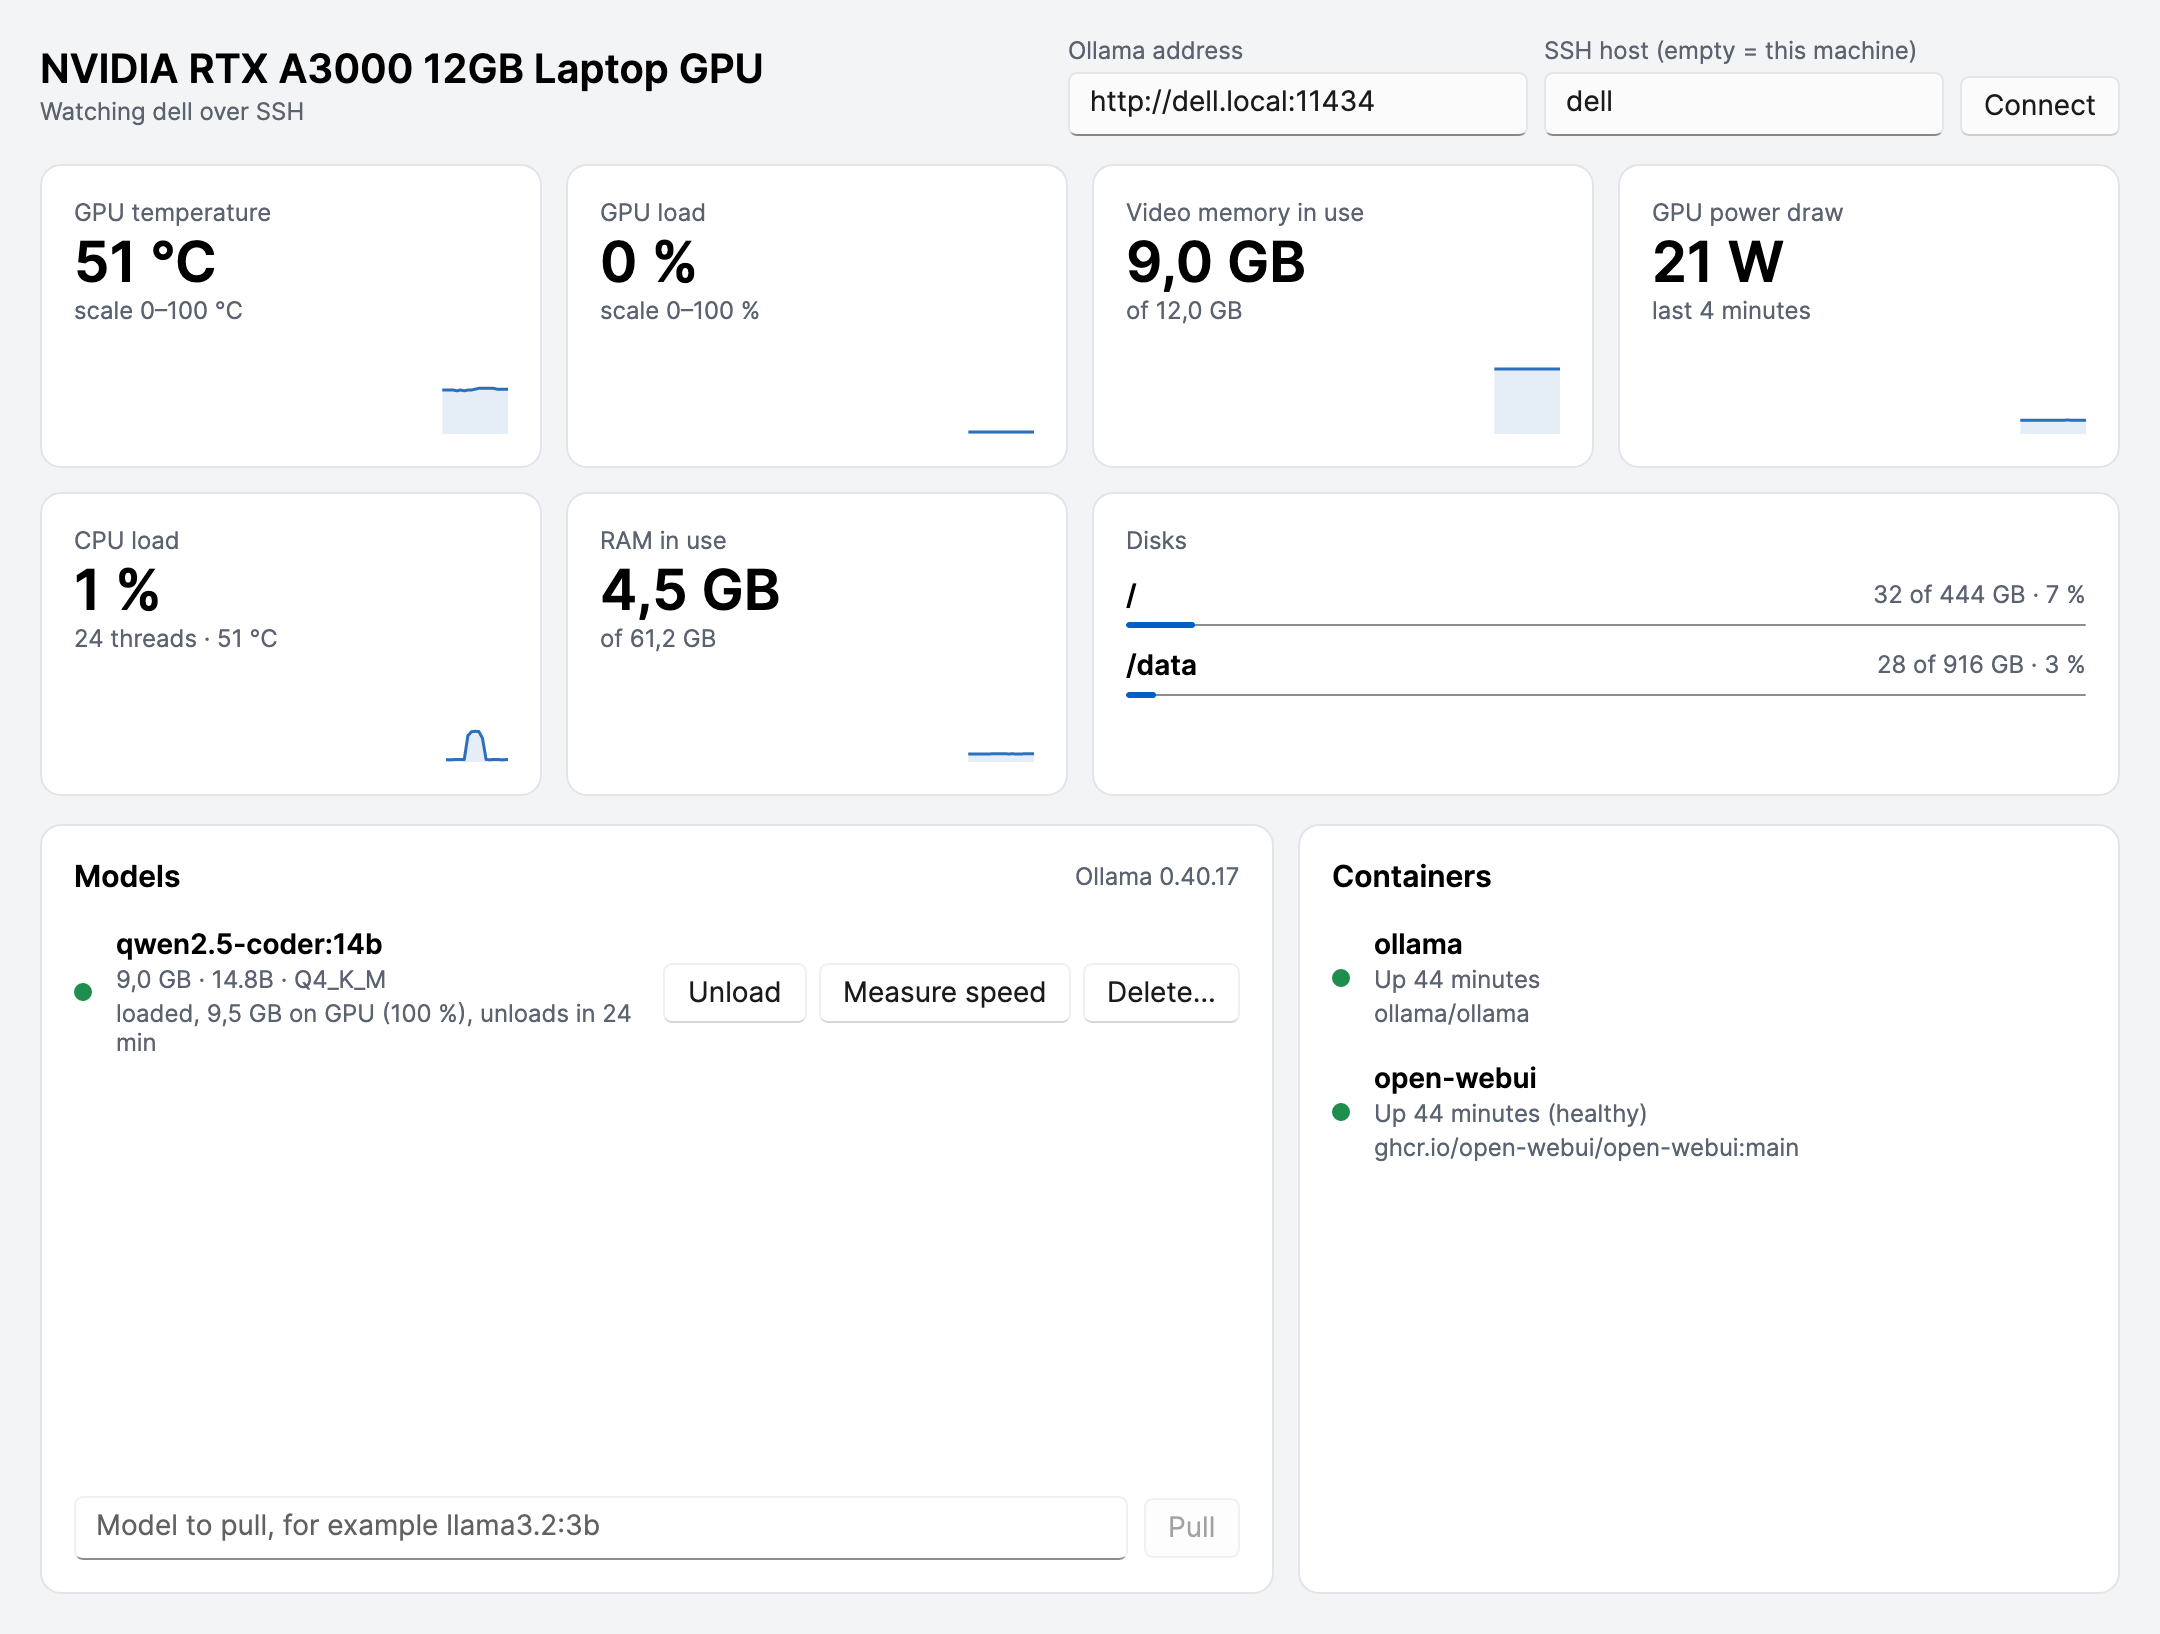 NVIDIA RTX A3000 12GB Laptop GPU
Watching dell over SSH
Ollama address
http://dell.local:11434
SSH host (empty = this machine)
dell
Connect
GPU temperature
51 °C
scale 0–100 °C
GPU load
0 %
scale 0–100 %
Video memory in use
9,0 GB
of 12,0 GB
GPU power draw
21 W
last 4 minutes
CPU load
1 %
24 threads · 51 °C
RAM in use
4,5 GB
of 61,2 GB
Disks
/
32 of 444 GB · 7 %
/data
28 of 916 GB · 3 %
Models
Ollama 0.40.17
qwen2.5-coder:14b
9,0 GB · 14.8B · Q4_K_M
loaded, 9,5 GB on GPU (100 %), unloads in 24
min
Unload
Measure speed
Delete...
Model to pull, for example llama3.2:3b
Pull
Containers
ollama
Up 44 minutes
ollama/ollama
open-webui
Up 44 minutes (healthy)
ghcr.io/open-webui/open-webui:main